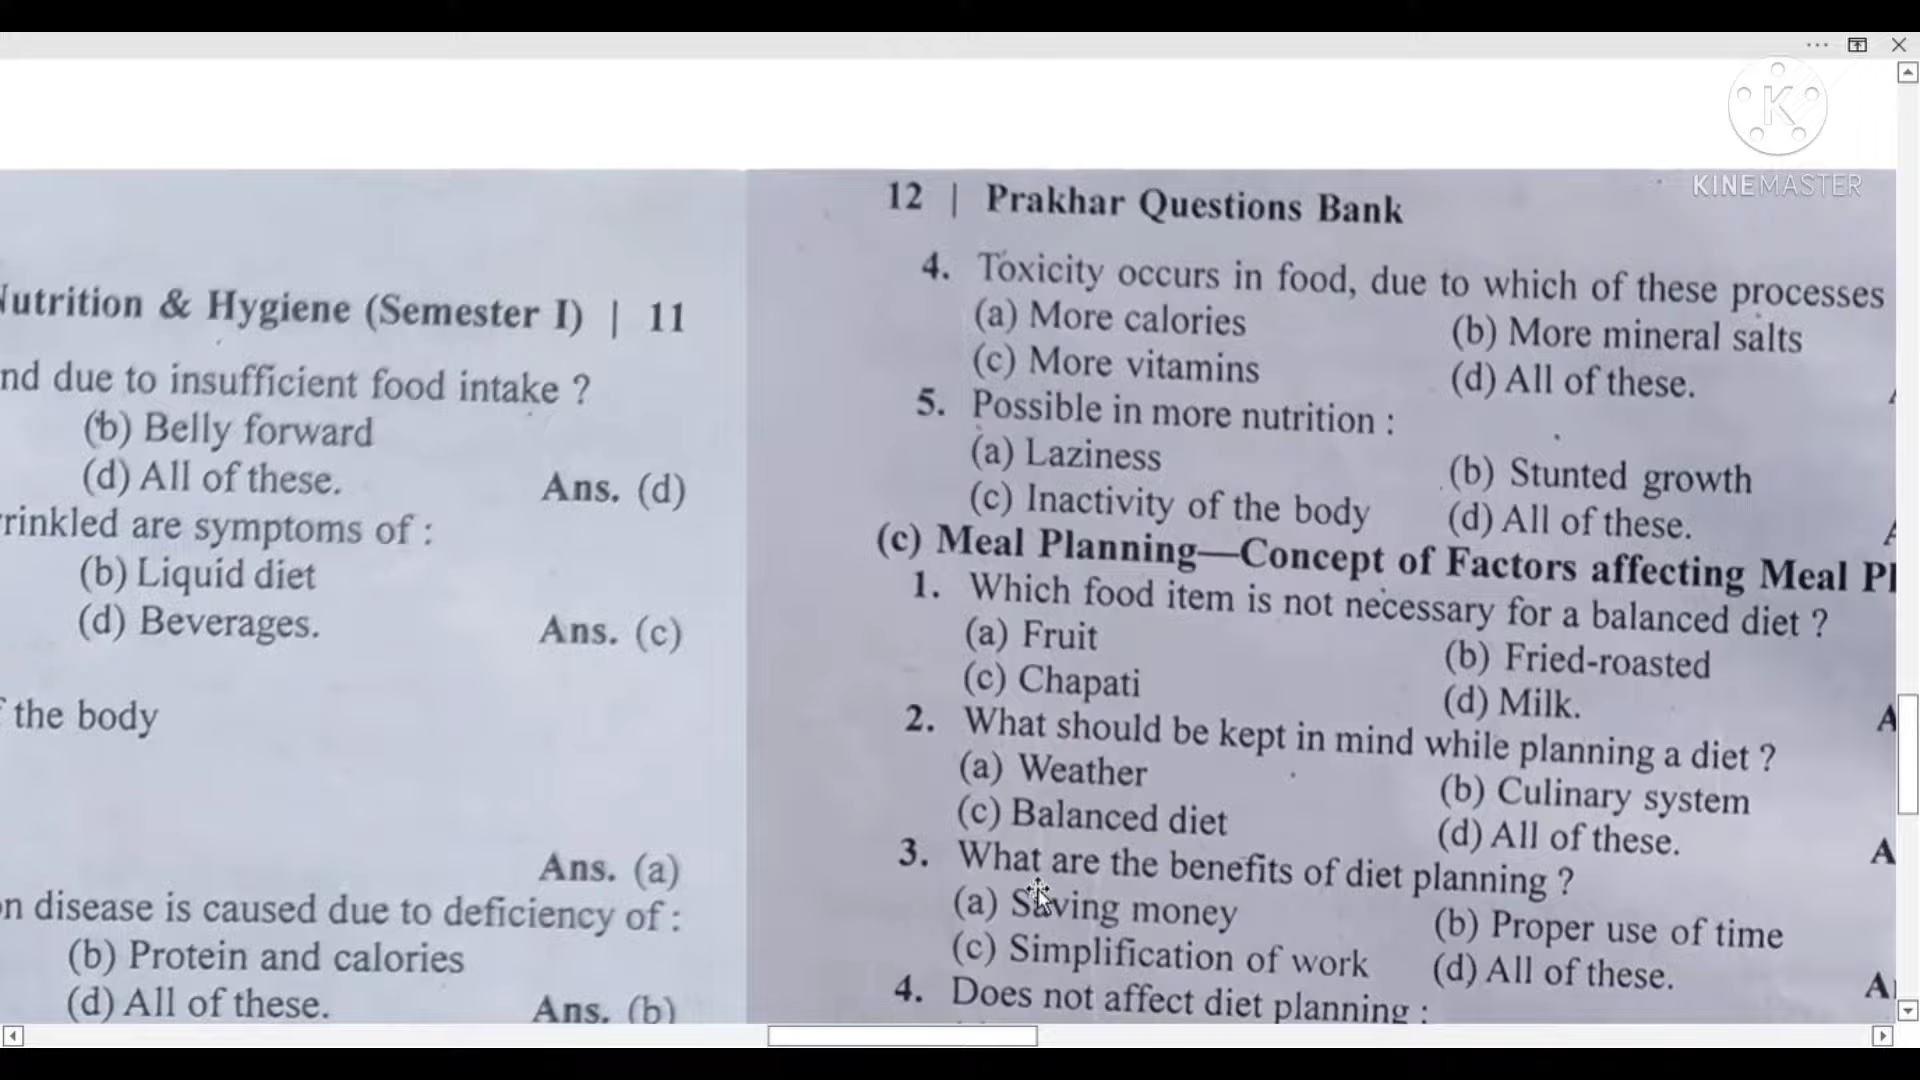 KINEMASTER
Nutrition & Hygiene (Semester I) | 11
due to insufficient food intake ?
(b) Belly forward
(d) All of these. Ans. (d)
are symptoms of :
(b) Liquid diet
(d) Beverages. Ans. (c)
the body
Ans. (a)
disease is caused due to deficiency of :
(b) Protein and calories
(d) All of these. Ans. (b)
12 | Prakhar Questions Bank
4. Toxicity occurs in food, due to which of these processes
(a) More calories (b) More mineral salts
(c) More vitamins (d) All of these.
5. Possible in more nutrition :
(a) Laziness (b) Stunted growth
(c) Inactivity of the body (d) All of these.
(c) Meal Planning—Concept of Factors affecting Meal
1. Which food item is not necessary for a balanced diet ?
(a) Fruit (b) Fried-roasted
(c) Chapati (d) Milk.
2. What should be kept in mind while planning a diet ?
(a) Weather (b) Culinary system
(c) Balanced diet (d) All of these.
3. What are the benefits of diet planning ?
(a) Saving money (b) Proper use of time
(c) Simplification of work (d) All of these.
4. Does not affect diet planning :